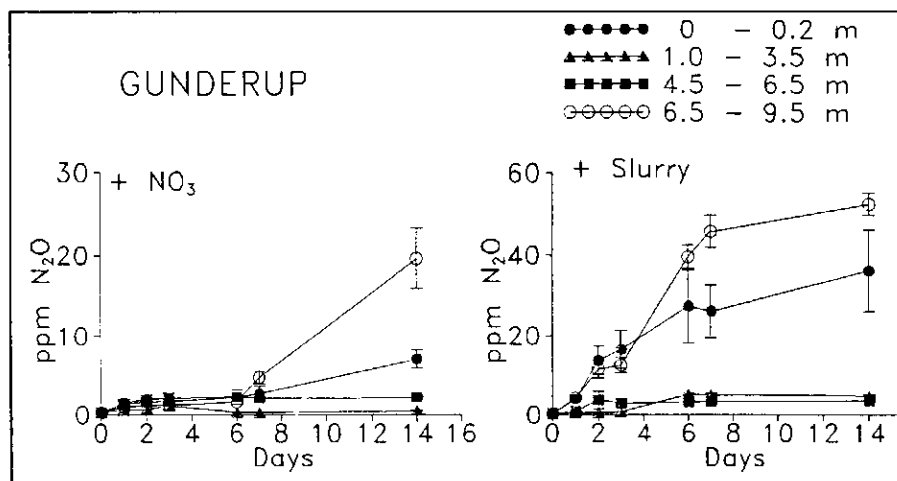 GUNDERUP
0 - 0.2 m
1.0 - 3.5 m
4.5 - 6.5 m
6.5 - 9.5 m
+ NO₃
ppm N₂O
30
20
10
0
0 2 4 6 8 10 12 14 16
Days
+ Slurry
ppm N₂O
60
40
20
0
0 2 4 6 8 10 12 14
Days